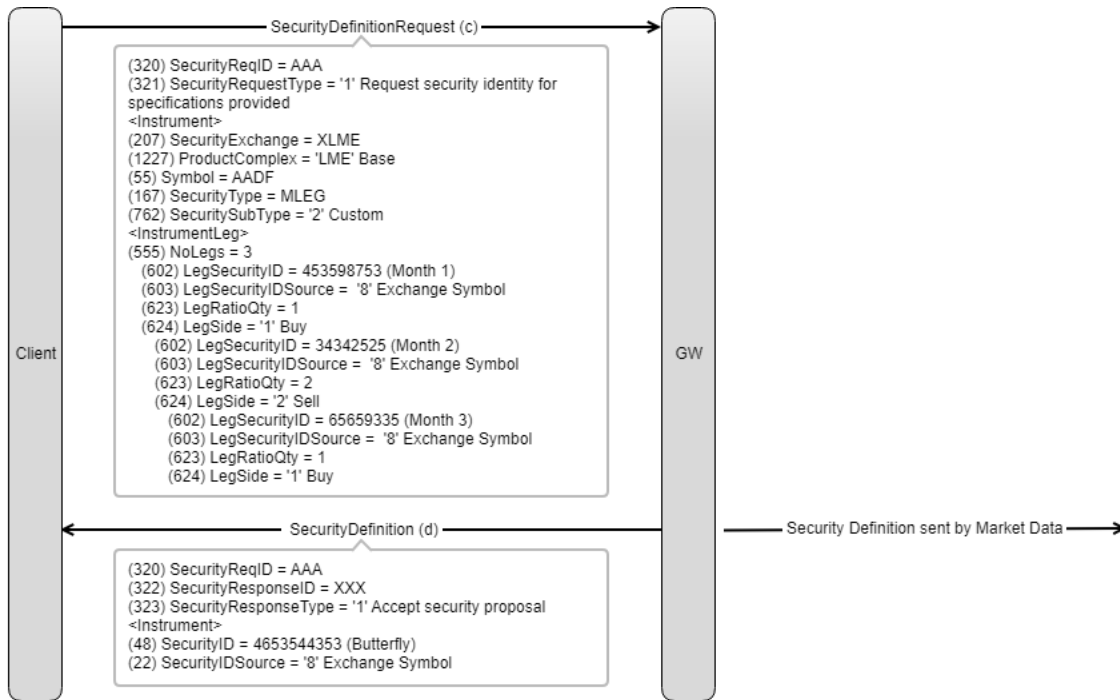 SecurityDefinitionRequest (c)
(320) SecurityReqID = AAA
(321) SecurityRequestType = '1' Request security identity for
specifications provided
<Instrument>
(207) SecurityExchange = XLME
(1227) ProductComplex = 'LME' Base
(55) Symbol = AADF
(167) SecurityType = MLEG
(762) SecuritySubType = '2' Custom
<InstrumentLeg>
(555) NoLegs = 3
(602) LegSecurityID = 453598753 (Month 1)
(603) LegSecurityIDSource =  '8' Exchange Symbol
(623) LegRatioQty = 1
(624) LegSide = '1' Buy
(602) LegSecurityID = 34342525 (Month 2)
(603) LegSecurityIDSource =  '8' Exchange Symbol
(623) LegRatioQty = 2
(624) LegSide = '2' Sell
(602) LegSecurityID = 65659335 (Month 3)
(603) LegSecurityIDSource =  '8' Exchange Symbol
(623) LegRatioQty = 1
(624) LegSide = '1' Buy
Client
GW
SecurityDefinition (d)
Security Definition sent by Market Data
(320) SecurityReqID = AAA
(322) SecurityResponseID = XXX
(323) SecurityResponseType = '1' Accept security proposal
<Instrument>
(48) SecurityID = 4653544353 (Butterfly)
(22) SecurityIDSource = '8' Exchange Symbol